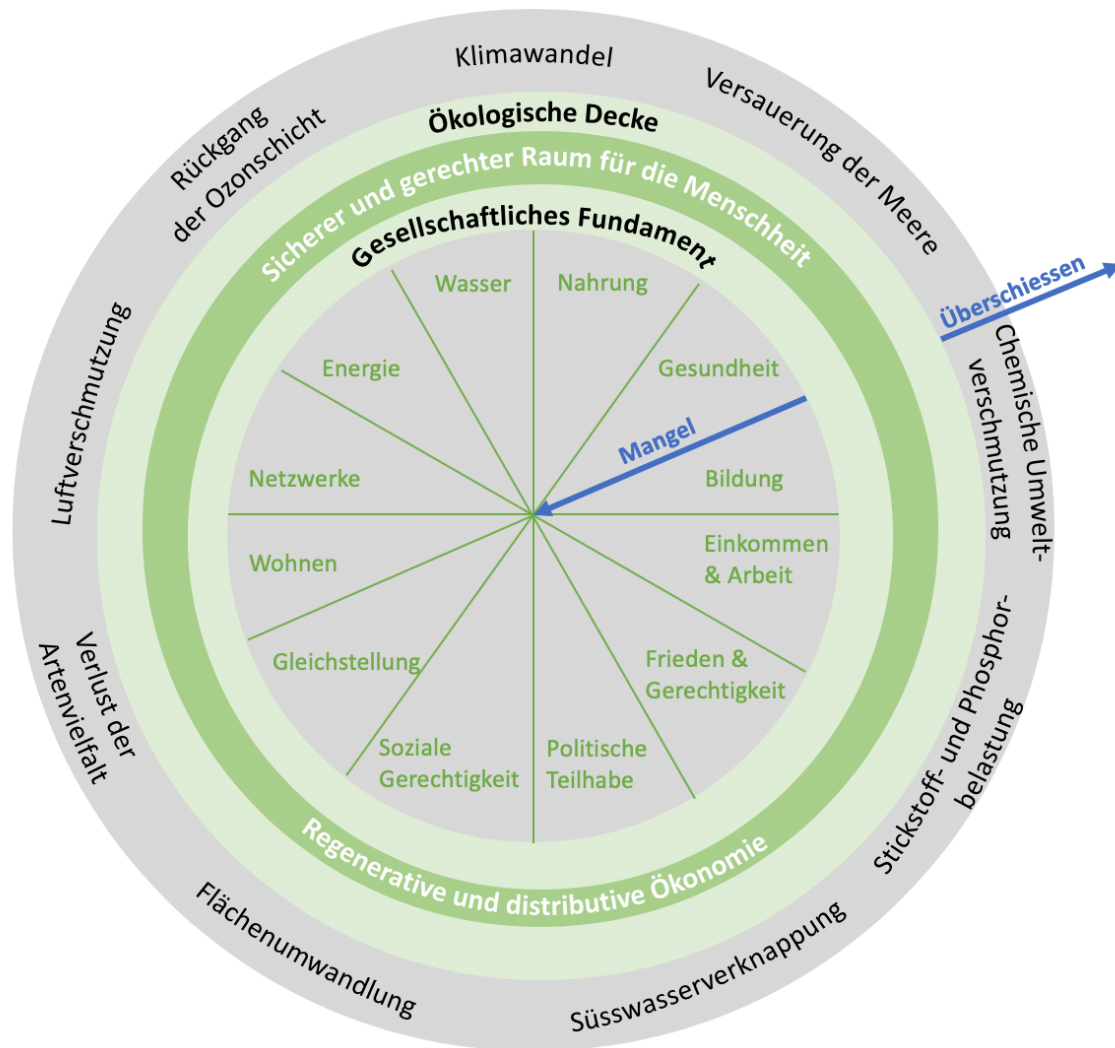 Klimawandel
Versauerung der Meere
Rückgang
der Ozonschicht
Ökologische Decke
Sicherer und gerechter Raum für die Menschheit
Gesellschaftliches Fundament
Überschiessen
Wasser
Nahrung
Energie
Gesundheit
Mangel
Netzwerke
Bildung
Luftverschmutzung
Chemische Umwelt-
verschmutzung
Wohnen
Einkommen
& Arbeit
Gleichstellung
Frieden &
Gerechtigkeit
Verlust der
Artenvielfalt
Stickstoff- und Phosphor-
belastung
Soziale
Gerechtigkeit
Politische
Teilhabe
Regenerative und distributive Ökonomie
Flächenumwandlung
Süsswasserverknappung